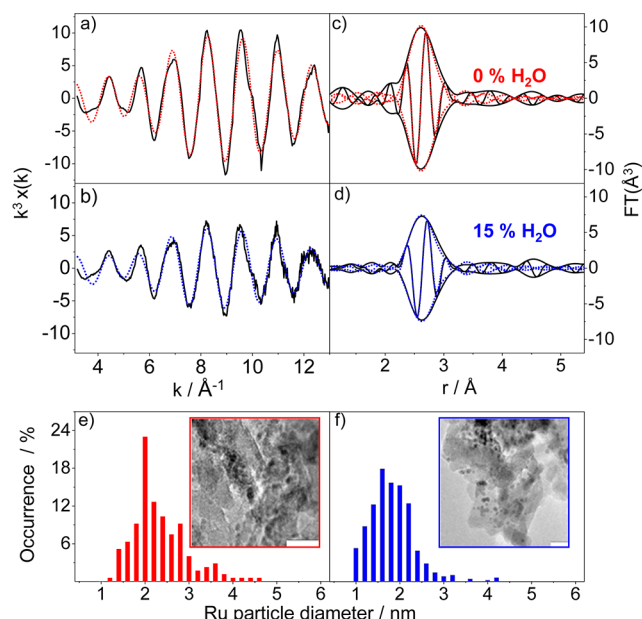 a)
c)
10
5
0
-5
-10
0 % H₂O
10
5
0
-5
-10
k³ x(k)
FT(Å³)
b)
d)
10
5
0
-5
-10
15 % H₂O
10
5
0
-5
-10
4 6 8 10 12
2 3 4 5
k / Å⁻¹
r / Å
e)
f)
24
18
12
6
Occurrence / %
1 2 3 4 5 6
1 2 3 4 5 6
Ru particle diameter / nm